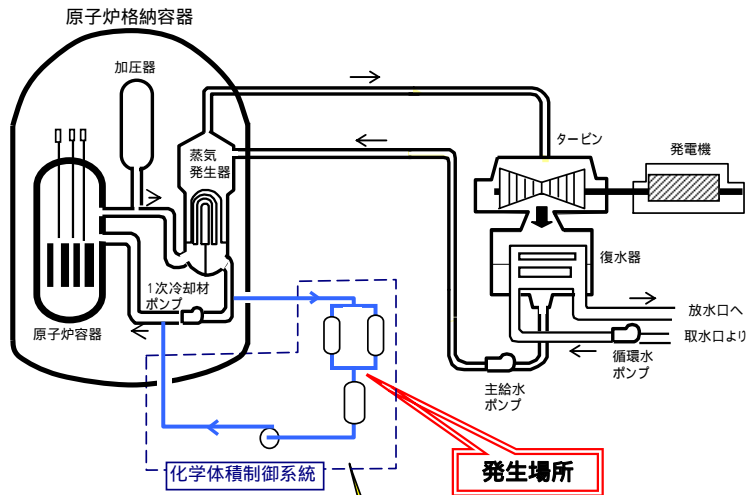 原子炉格納容器
加圧器
蒸気
発生器
タービン
発電機
復水器
1次冷却材
ポンプ
原子炉容器
放水口へ
取水口より
循環水
ポンプ
主給水
ポンプ
化学体積制御系統
発生場所